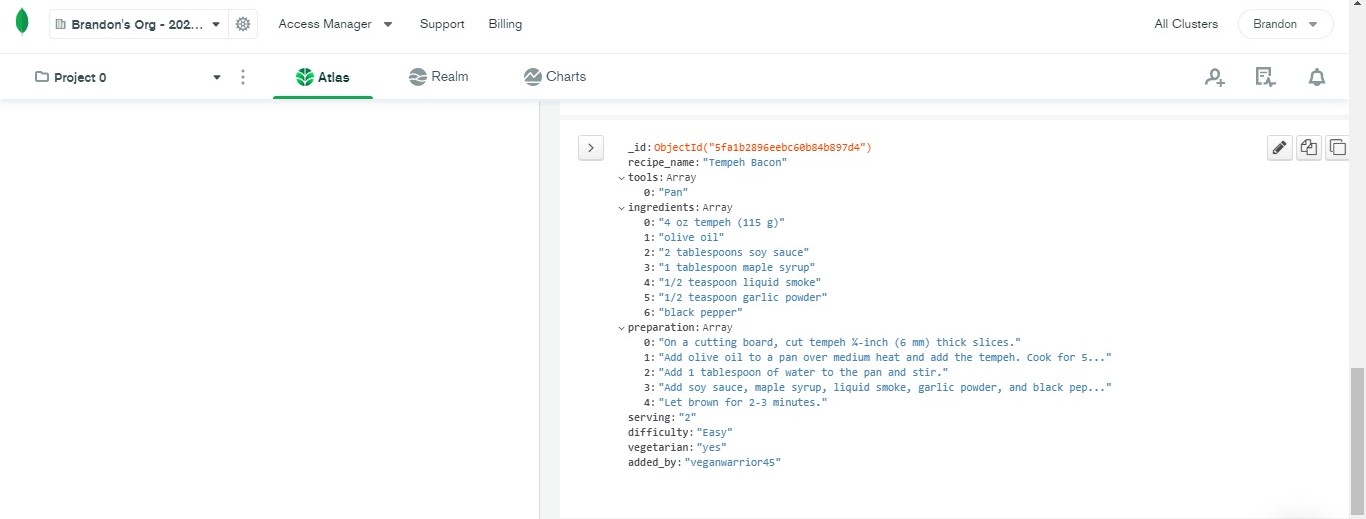 Brandon's Org - 202... Access Manager Support Billing All Clusters Brandon
Project 0 Atlas Realm Charts
_id: ObjectId("5fa1b2896eebc60b84b897d4")
recipe_name: "Tempeh Bacon"
tools: Array
0: "Pan"
ingredients: Array
0: "4 oz tempeh (115 g)"
1: "olive oil"
2: "2 tablespoons soy sauce"
3: "1 tablespoon maple syrup"
4: "1/2 teaspoon liquid smoke"
5: "1/2 teaspoon garlic powder"
6: "black pepper"
preparation: Array
0: "On a cutting board, cut tempeh ¼-inch (6 mm) thick slices."
1: "Add olive oil to a pan over medium heat and add the tempeh. Cook for 5..."
2: "Add 1 tablespoon of water to the pan and stir."
3: "Add soy sauce, maple syrup, liquid smoke, garlic powder, and black pep..."
4: "Let brown for 2-3 minutes."
serving: "2"
difficulty: "Easy"
vegetarian: "yes"
added_by: "veganwarrior45"